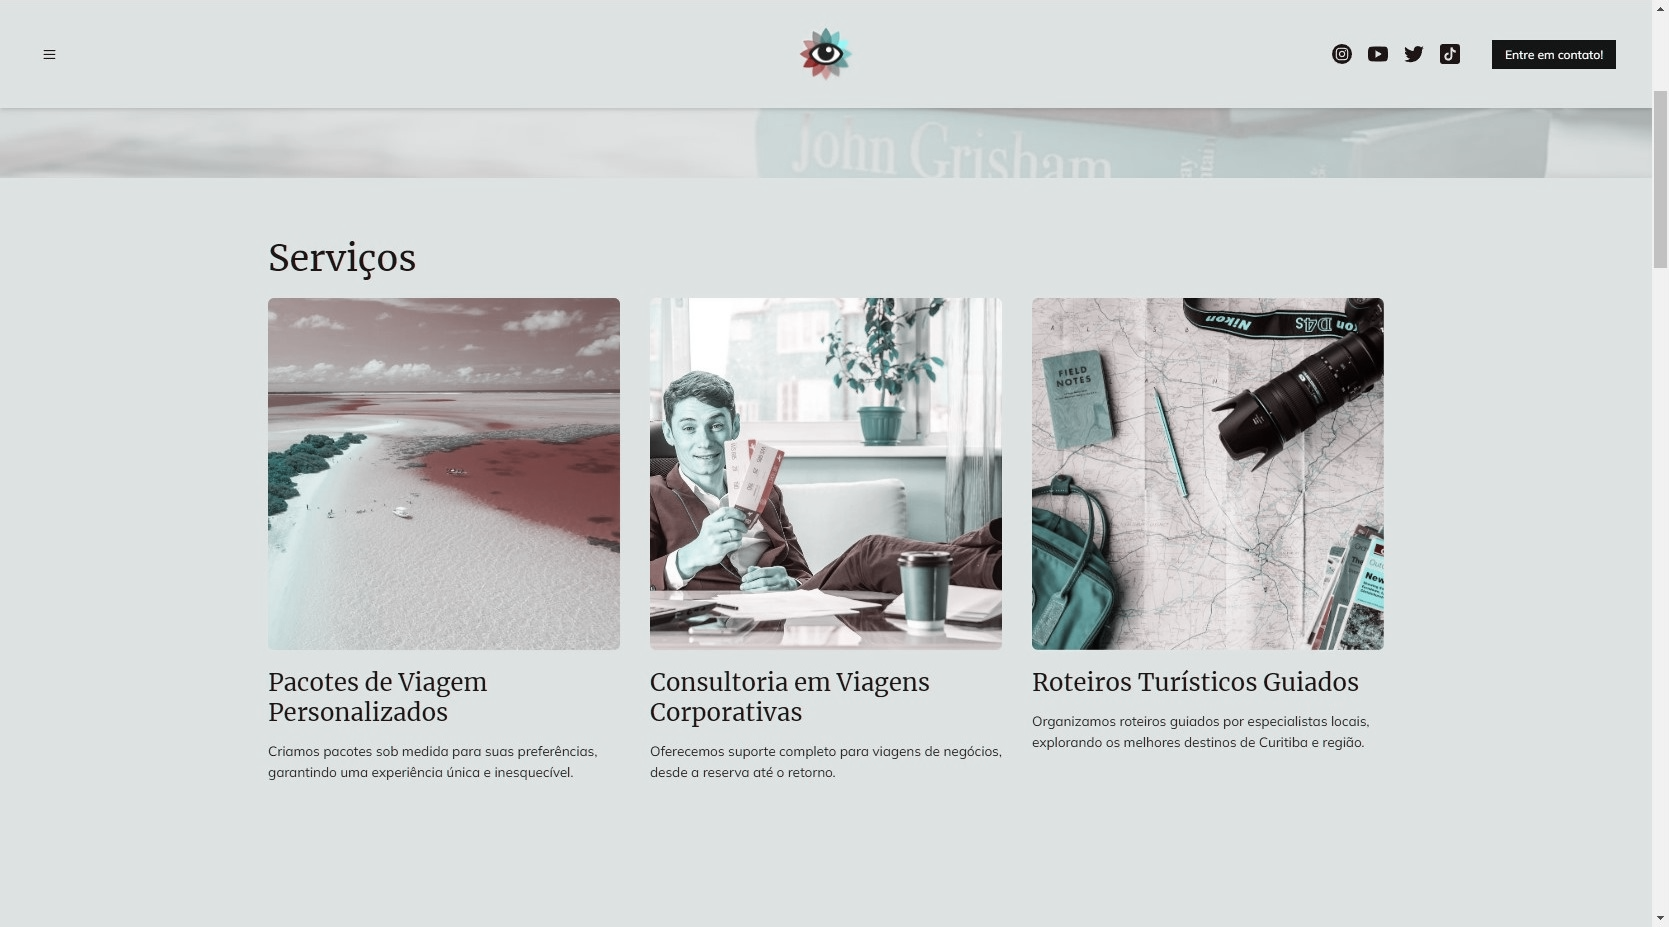 Entre em contato!
John Grisham
Serviços
Nikon D4s
FIELD
NOTES
New
Pacotes de Viagem
Personalizados
Criamos pacotes sob medida para suas preferências,
garantindo uma experiência única e inesquecível.
Consultoria em Viagens
Corporativas
Oferecemos suporte completo para viagens de negócios,
desde a reserva até o retorno.
Roteiros Turísticos Guiados
Organizamos roteiros guiados por especialistas locais,
explorando os melhores destinos de Curitiba e região.